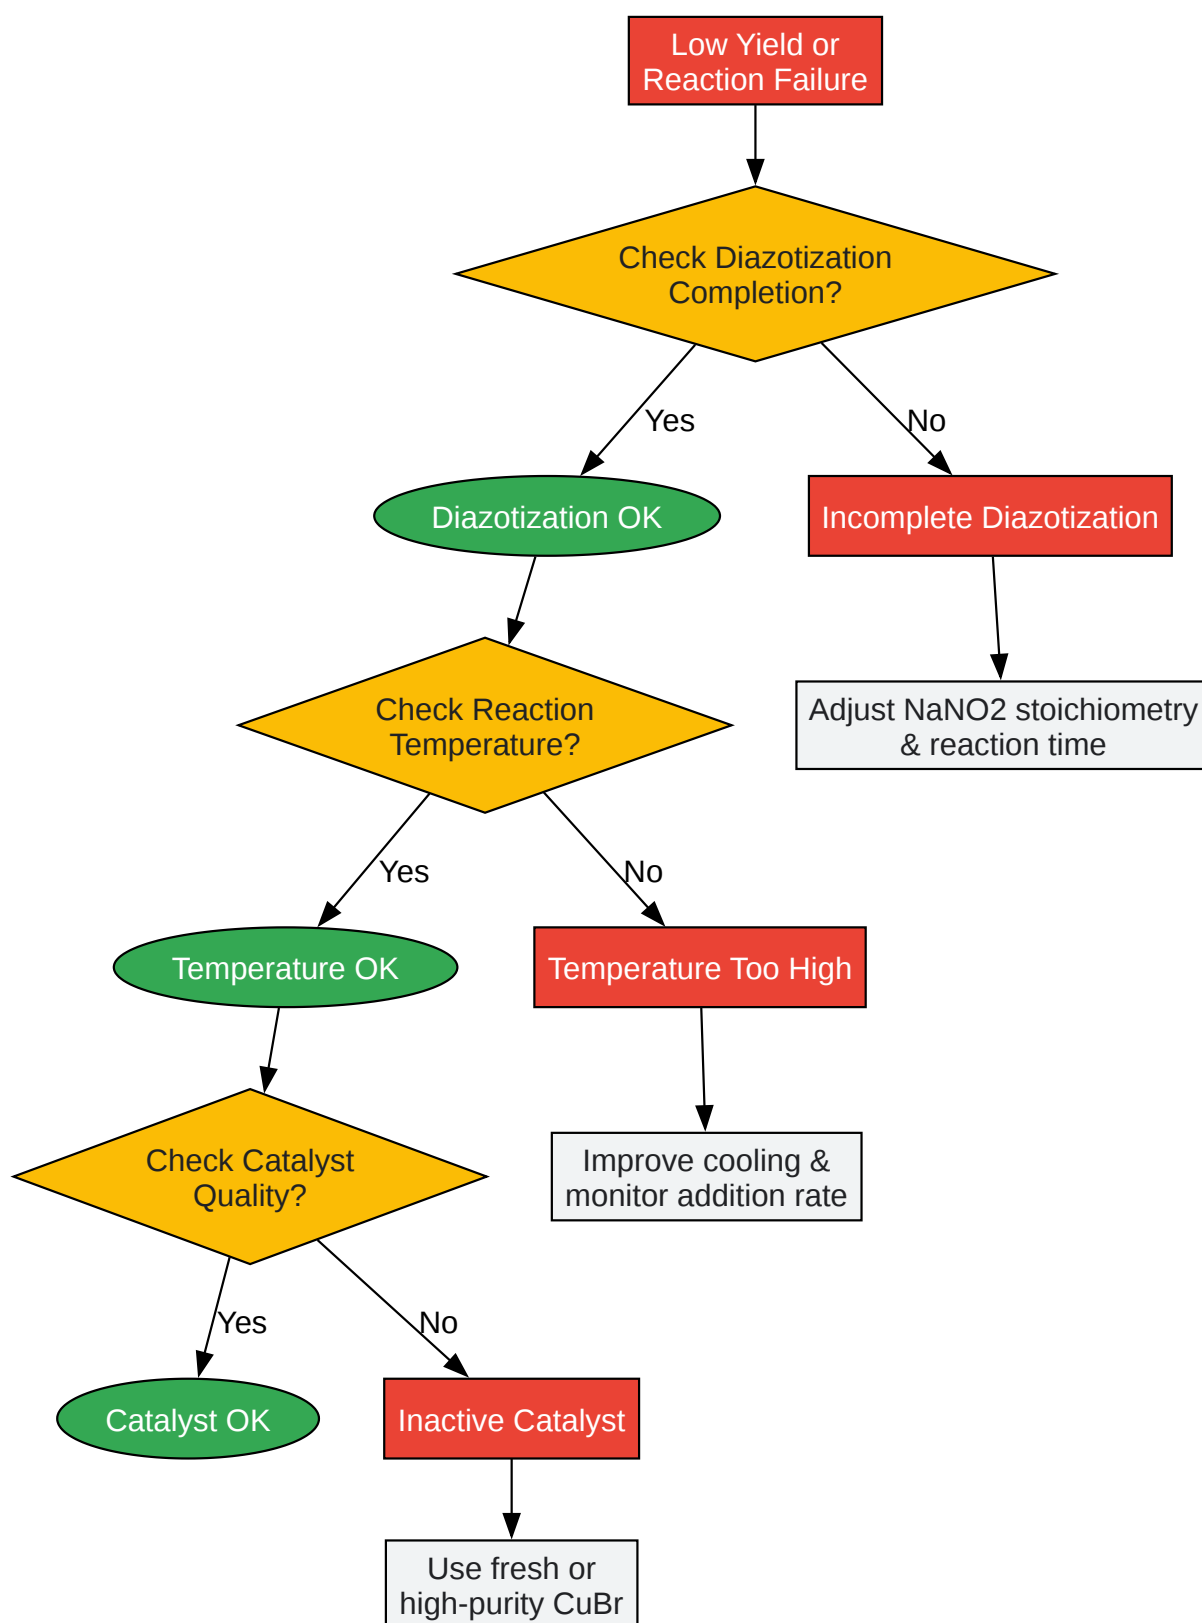 Low Yield or
Reaction Failure
Check Diazotization
Completion?
Yes
No
Diazotization OK
Incomplete Diazotization
Check Reaction
Temperature?
Adjust NaNO2 stoichiometry
& reaction time
Yes
No
Temperature OK
Temperature Too High
Check Catalyst
Quality?
Improve cooling &
monitor addition rate
Yes
No
Catalyst OK
Inactive Catalyst
Use fresh or
high-purity CuBr